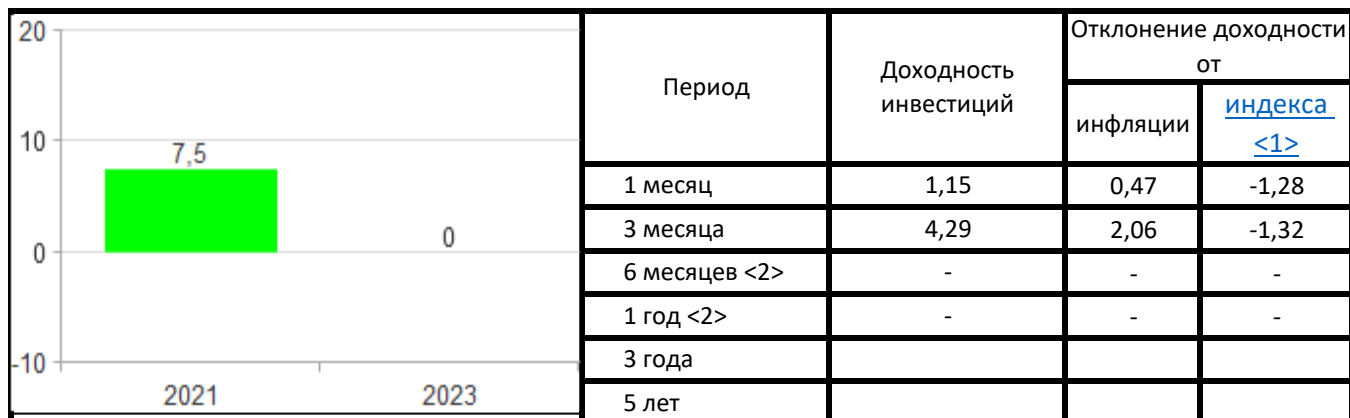 20
10
0
-10
7,5
0
2021 2023
Период
Доходность
инвестиций
Отклонение доходности
от
инфляции
индекса
<1>
1 месяц 1,15 0,47 -1,28
3 месяца 4,29 2,06 -1,32
6 месяцев <2> - - -
1 год <2> - - -
3 года
5 лет